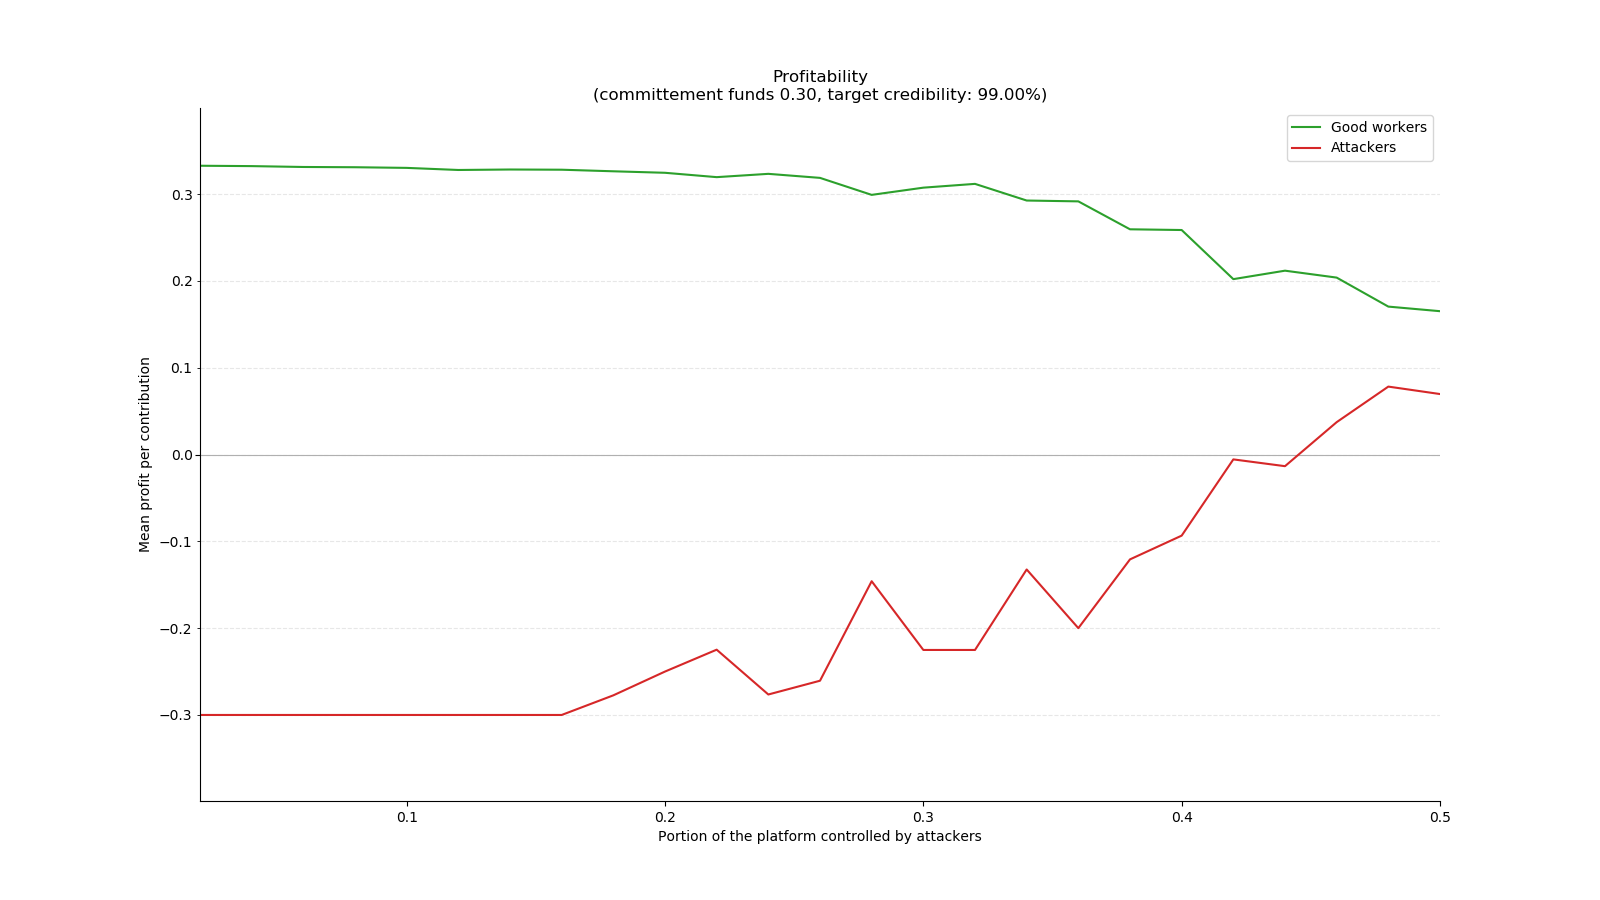 Profitability
(committement funds 0.30, target credibility: 99.00%)
Good workers
Attackers
Mean profit per contribution
0.3
0.2
0.1
0.0
−0.1
−0.2
−0.3
0.1
0.2
0.3
0.4
0.5
Portion of the platform controlled by attackers